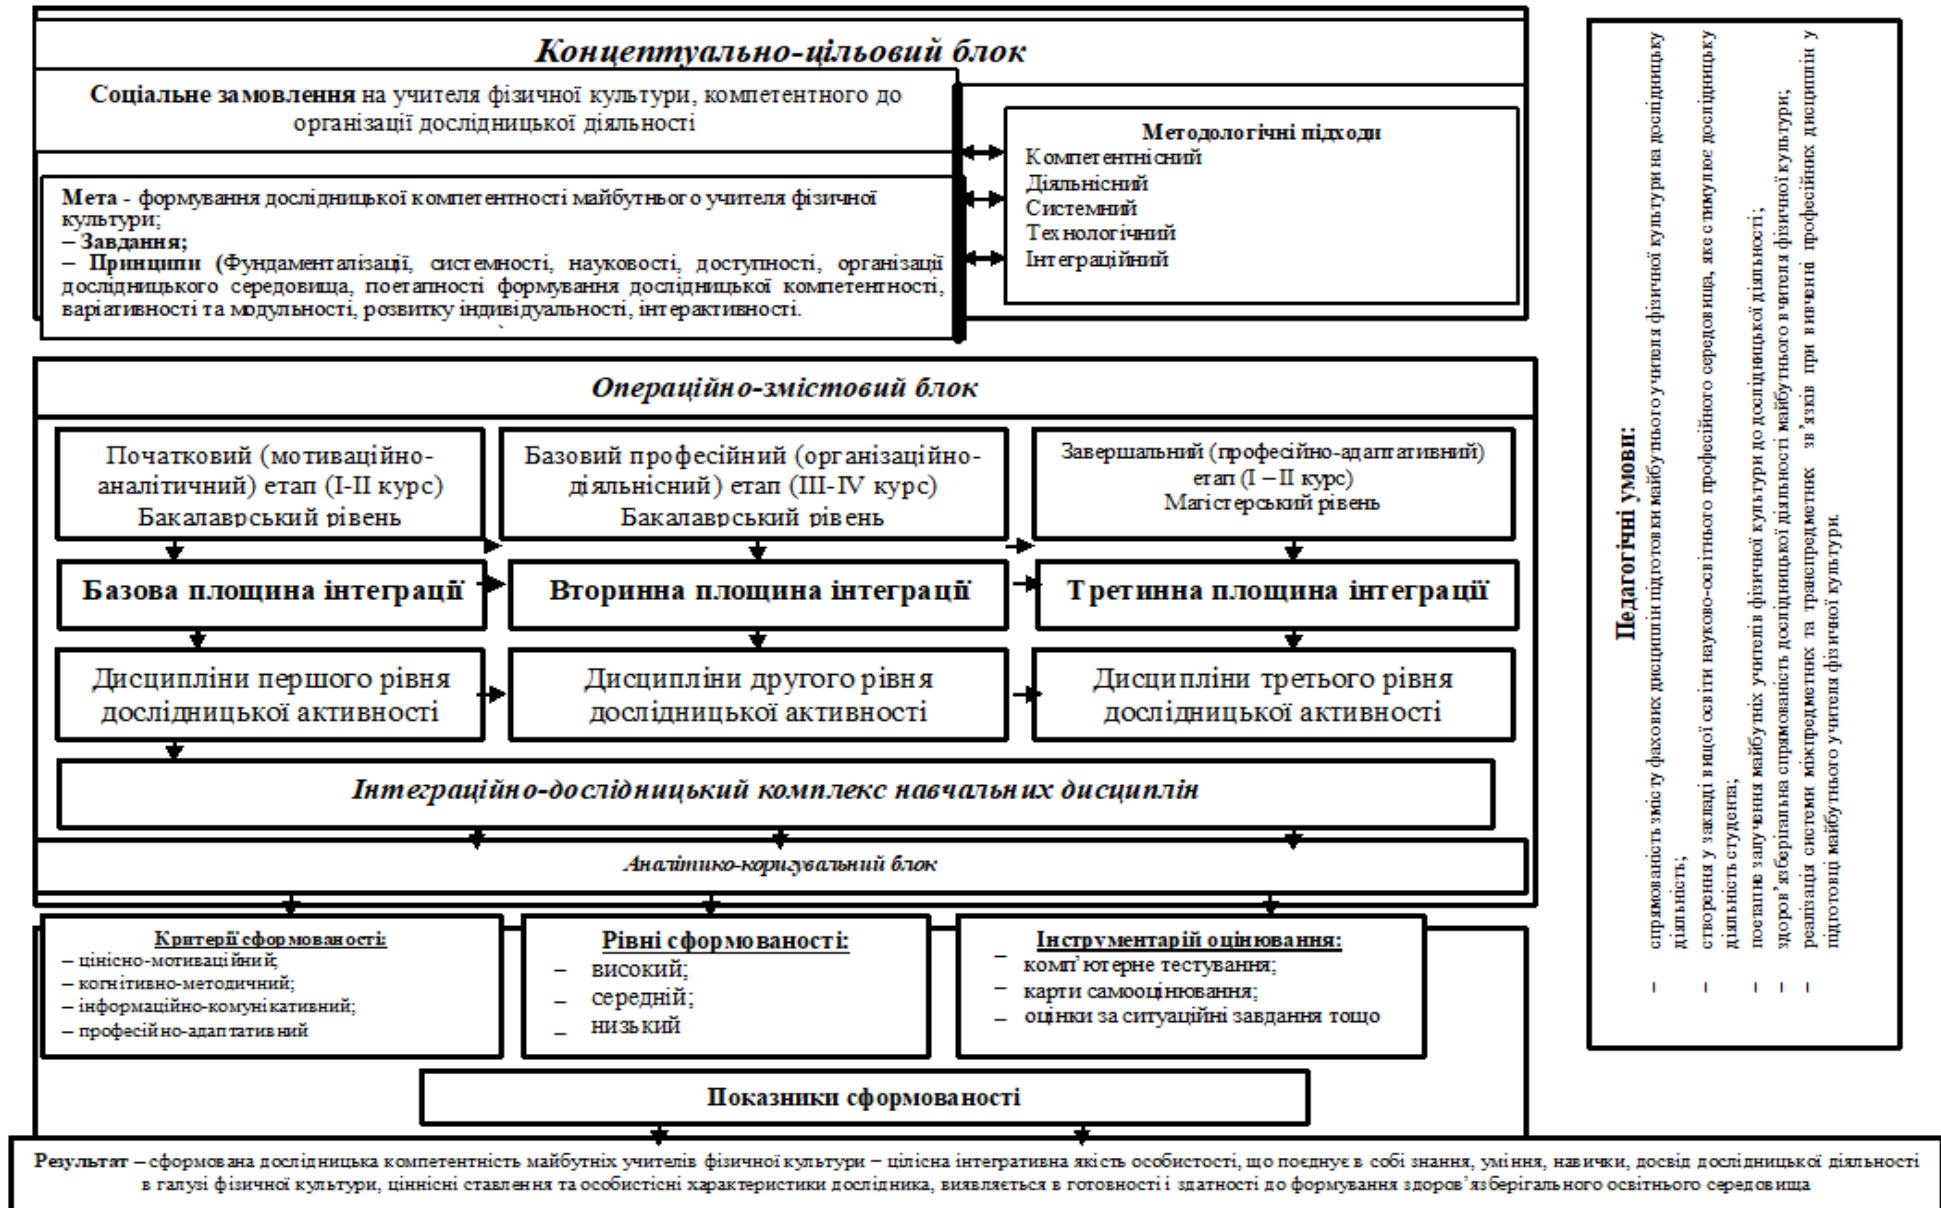 Концептуально-цільовий блок
Соціальне замовлення на учителя фізичної культури, компетентного до
організації дослідницької діяльності
Мета - формування дослідницької компетентності майбутнього учителя фізичної
культури;
– Завдання;
– Принципи (Фундаменталізації, системності, науковості, доступності, організації
дослідницького середовища, поетапності формування дослідницької компетентності,
варіативності та модульності, розвитку індивідуальності, інтерактивності.
Методологічні підходи
Компетентнісний
Діяльнісний
Системний
Технологічний
Інтеграційний
Операційно-змістовий блок
Початковий (мотиваційно-
аналітичний) етап (І-ІІ курс)
Бакалаврський рівень
Базовий професійний (організаційно-
діяльнісний) етап (ІІІ-ІV курс)
Бакалаврський рівень
Завершальний (професійно-адаптативний)
етап (І – ІІ курс)
Магістерський рівень
Базова площина інтеграції
Вторинна площина інтеграції
Третинна площина інтеграції
Дисципліни першого рівня
дослідницької активності
Дисципліни другого рівня
дослідницької активності
Дисципліни третього рівня
дослідницької активності
Інтеграційно-дослідницький комплекс навчальних дисциплін
Аналітико-коригувальний блок
Критерії сформованості:
– цінісно-мотиваційний;
– когнітивно-методичний;
– інформаційно-комунікативний;
– професійно-адаптативний
Рівні сформованості:
– високий;
– середній;
– низький
Інструментарій оцінювання:
– комп’ютерне тестування;
– карти самооцінювання;
– оцінки за ситуаційні завдання тощо
Показники сформованості
Результат – сформована дослідницька компетентність майбутніх учителів фізичної культури – цілісна інтегративна якість особистості, що поєднує в собі знання, уміння, навички, досвід дослідницької діяльності
в галузі фізичної культури, ціннісні ставлення та особистісні характеристики дослідника, виявляється в готовності і здатності до формування здоров’язберігального освітнього середовища
Педагогічні умови:
– спрямованість змісту фахових дисциплін підготовки майбутнього учителя фізичної культури на дослідницьку
діяльність;
– створення у закладі вищої освіти науково-освітнього професійного середовища, яке стимулює дослідницьку
діяльність студента;
– поетапне залучення майбутніх учителів фізичної культури до дослідницької діяльності;
– здоров’язберігальна спрямованість дослідницької діяльності майбутнього вчителя фізичної культури;
– реалізація системи міжпредметних та транспредметних зв’язків при вивченні професійних дисциплін у
підготовці майбутнього учителя фізичної культури.